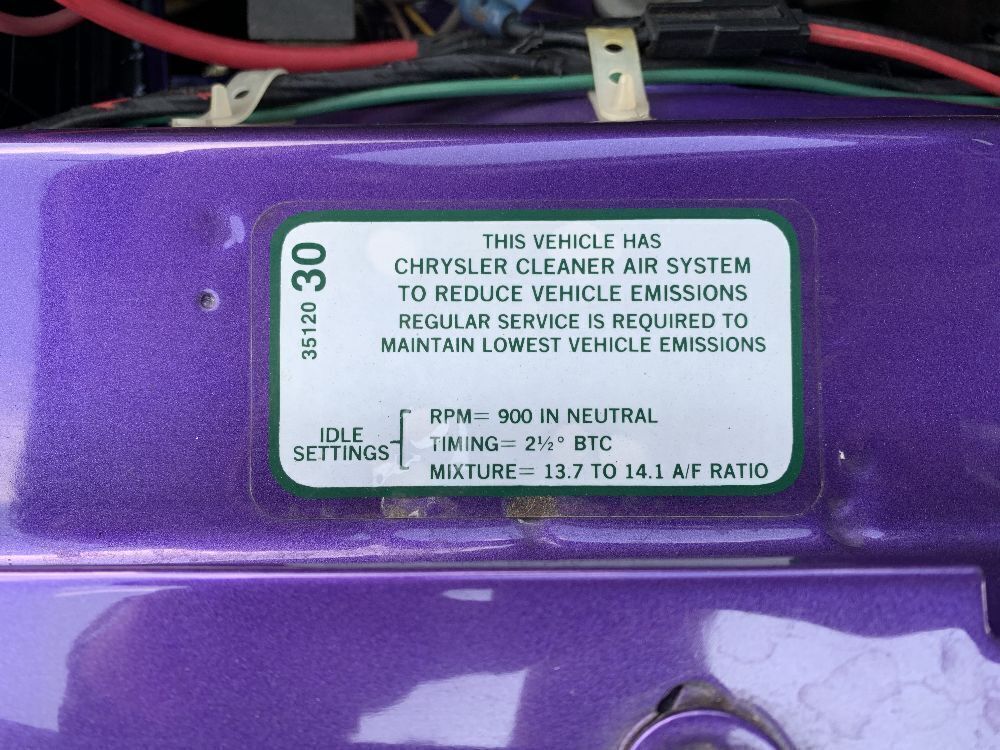 35120 30
THIS VEHICLE HAS
CHRYSLER CLEANER AIR SYSTEM
TO REDUCE VEHICLE EMISSIONS
REGULAR SERVICE IS REQUIRED TO
MAINTAIN LOWEST VEHICLE EMISSIONS
IDLE
SETTINGS
RPM= 900 IN NEUTRAL
TIMING= 2½° BTC
MIXTURE= 13.7 TO 14.1 A/F RATIO